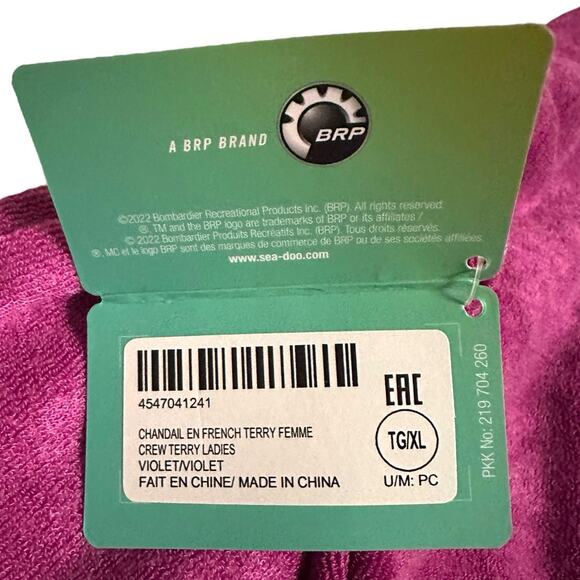 A BRP BRAND
BRP
©2022 Bombardier Recreational Products Inc. (BRP). All rights reserved.
® TM and the BRP logo are trademarks of BRP or its affiliates /
© 2022 Bombardier Produits Récréatifs Inc. (BRP). Tous droits réservés.
®, MC et le logo BRP sont des marques de commerce de BRP ou de ses sociétés affiliées.
www.sea-doo.com
4547041241
CHANDAIL EN FRENCH TERRY FEMME
CREW TERRY LADIES
VIOLET/VIOLET
FAIT EN CHINE/ MADE IN CHINA
EAC
TG/XL
U/M: PC
PKK No: 219 704 260